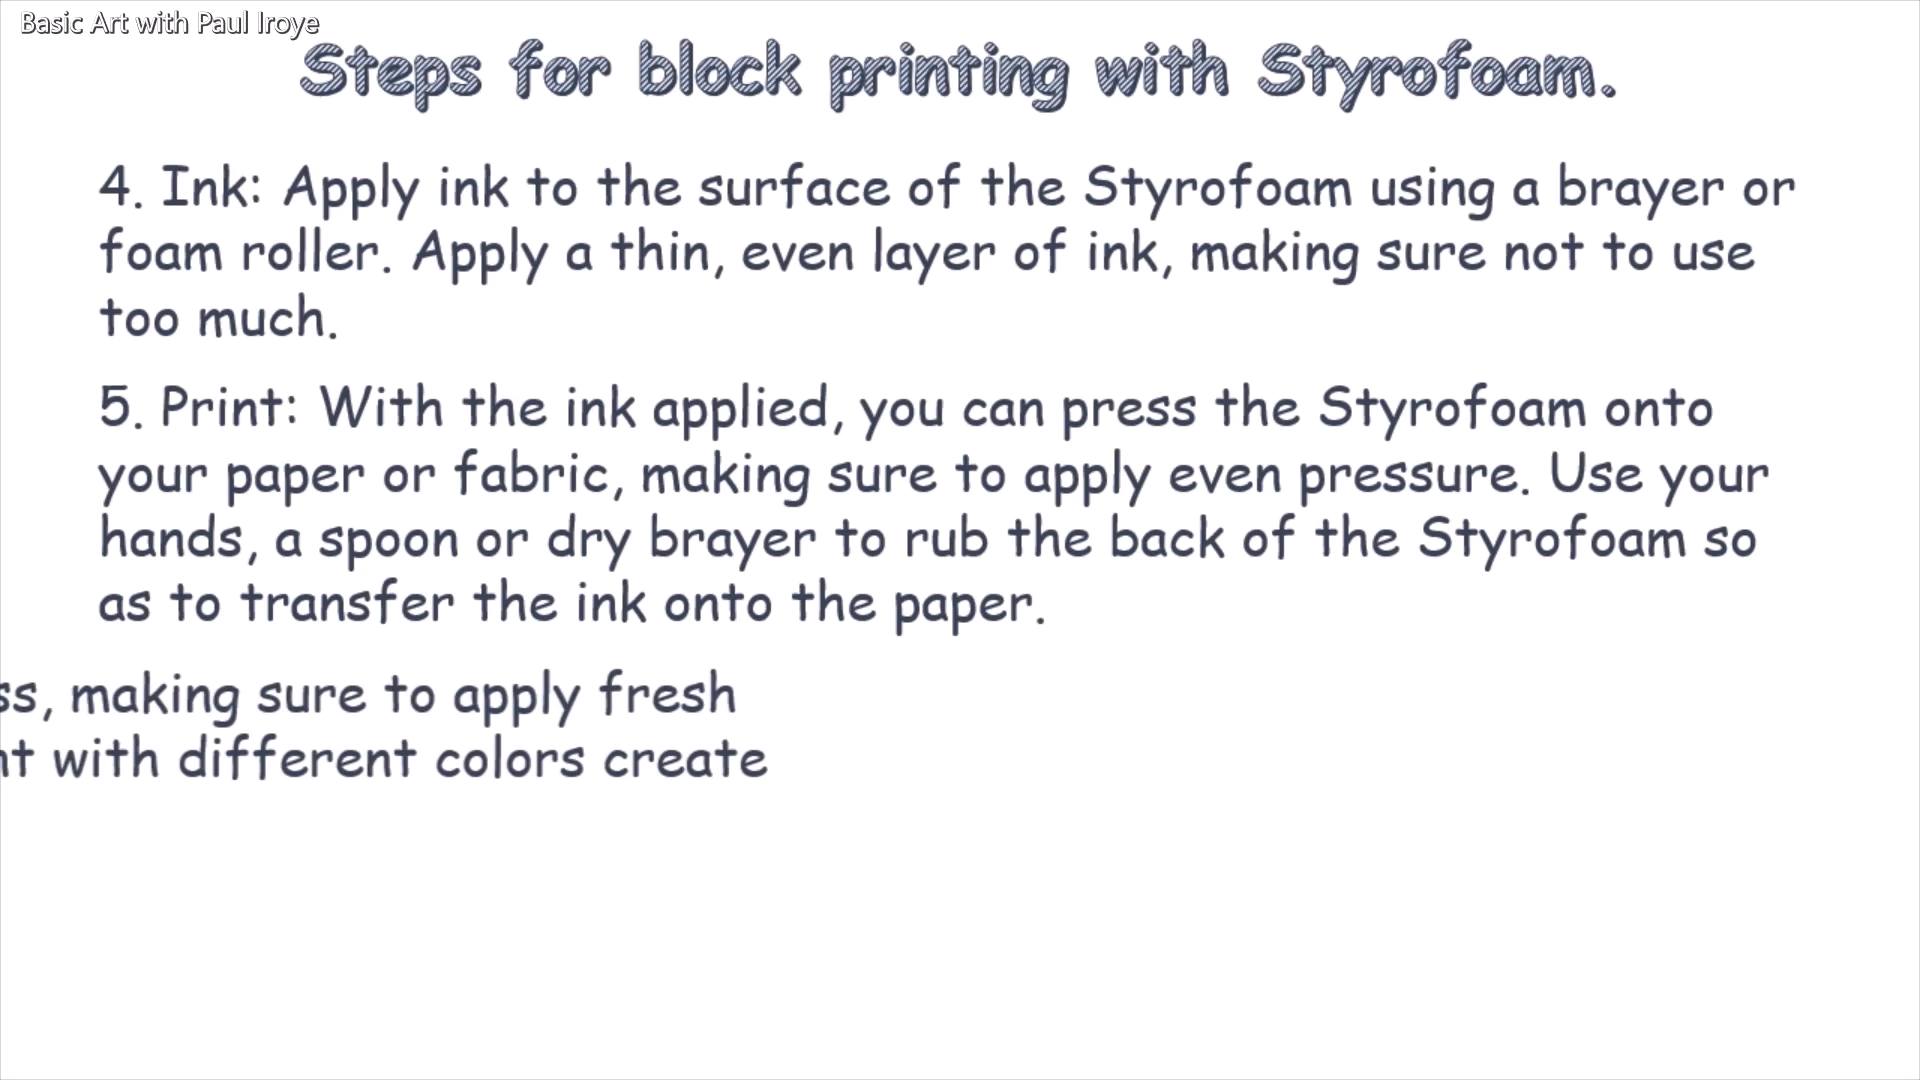 Basic Art with Paul Iroye
Steps for block printing with Styrofoam.
4. Ink: Apply ink to the surface of the Styrofoam using a brayer or
foam roller. Apply a thin, even layer of ink, making sure not to use
too much.
5. Print: With the ink applied, you can press the Styrofoam onto
your paper or fabric, making sure to apply even pressure. Use your
hands, a spoon or dry brayer to rub the back of the Styrofoam so
as to transfer the ink onto the paper.
making sure to apply fresh
with different colors create